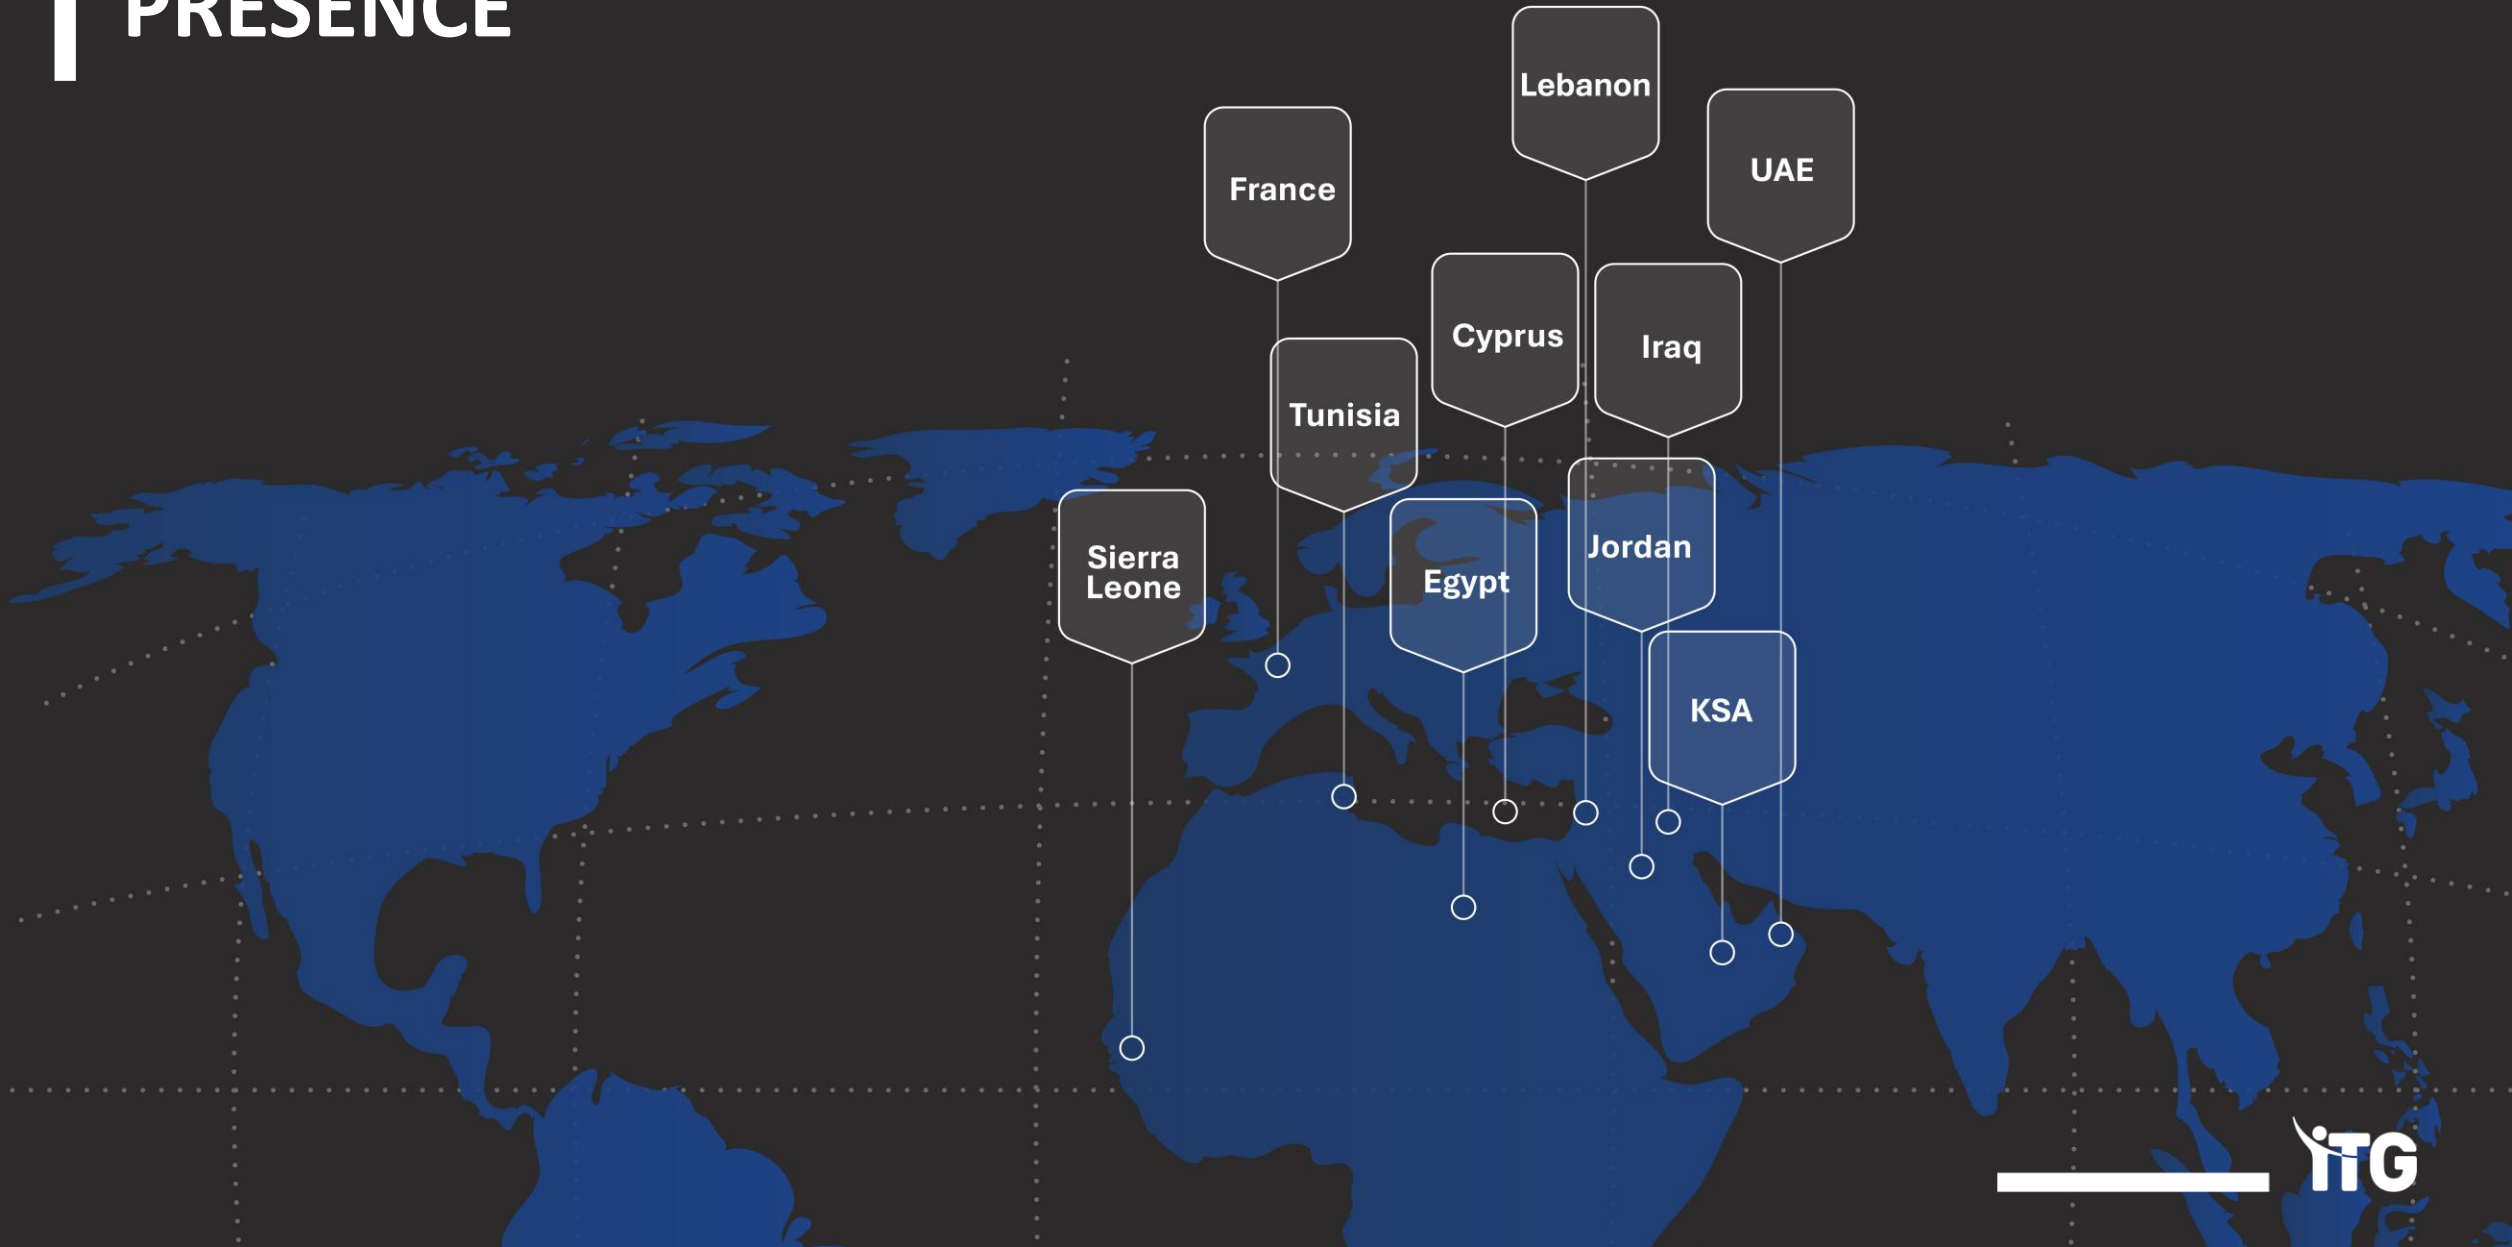 PRESENCE
Lebanon
UAE
France
Cyprus
Iraq
Tunisia
Jordan
Sierra
Leone
Egypt
KSA
iTG